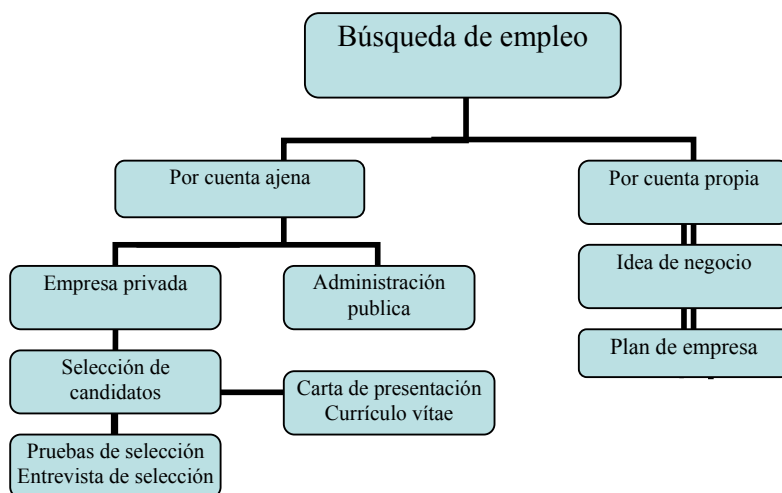 Búsqueda de empleo
Por cuenta ajena
Por cuenta propia
Empresa privada
Administración
publica
Idea de negocio
Selección de
candidatos
Carta de presentación
Currículo vítae
Plan de empresa
Pruebas de selección
Entrevista de selección